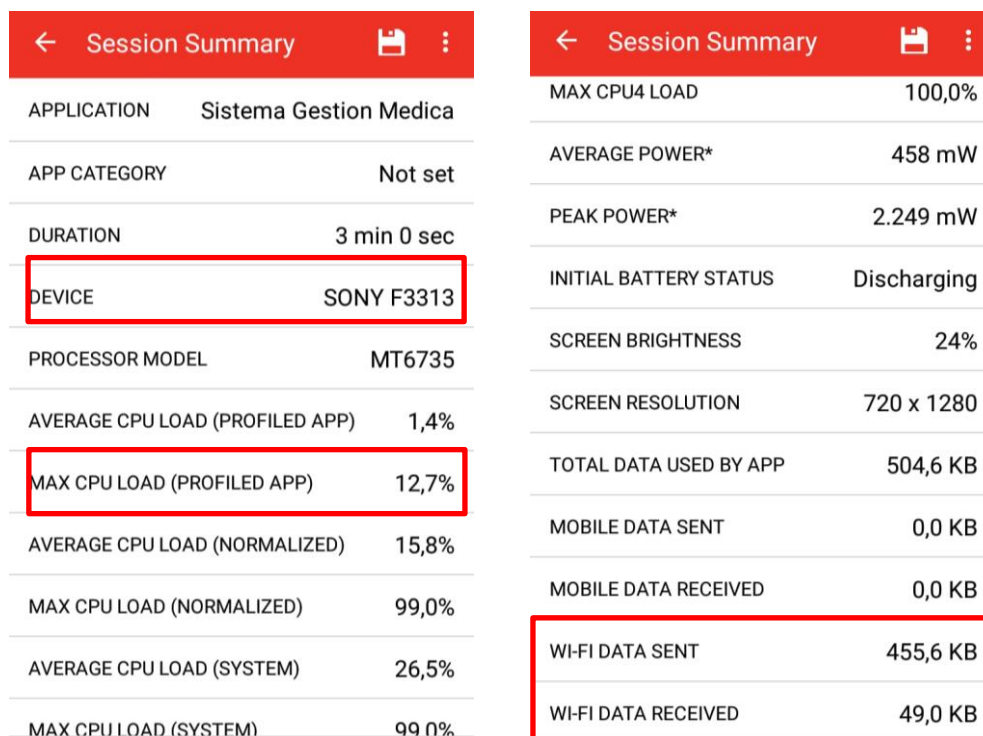 Session Summary
APPLICATION Sistema Gestion Medica
APP CATEGORY Not set
DURATION 3 min 0 sec
DEVICE SONY F3313
PROCESSOR MODEL MT6735
AVERAGE CPU LOAD (PROFILED APP) 1,4%
MAX CPU LOAD (PROFILED APP) 12,7%
AVERAGE CPU LOAD (NORMALIZED) 15,8%
MAX CPU LOAD (NORMALIZED) 99,0%
AVERAGE CPU LOAD (SYSTEM) 26,5%
MAX CPU LOAD (SYSTEM) 99,0%
Session Summary
MAX CPU4 LOAD 100,0%
AVERAGE POWER* 458 mW
PEAK POWER* 2.249 mW
INITIAL BATTERY STATUS Discharging
SCREEN BRIGHTNESS 24%
SCREEN RESOLUTION 720 x 1280
TOTAL DATA USED BY APP 504,6 KB
MOBILE DATA SENT 0,0 KB
MOBILE DATA RECEIVED 0,0 KB
WI-FI DATA SENT 455,6 KB
WI-FI DATA RECEIVED 49,0 KB